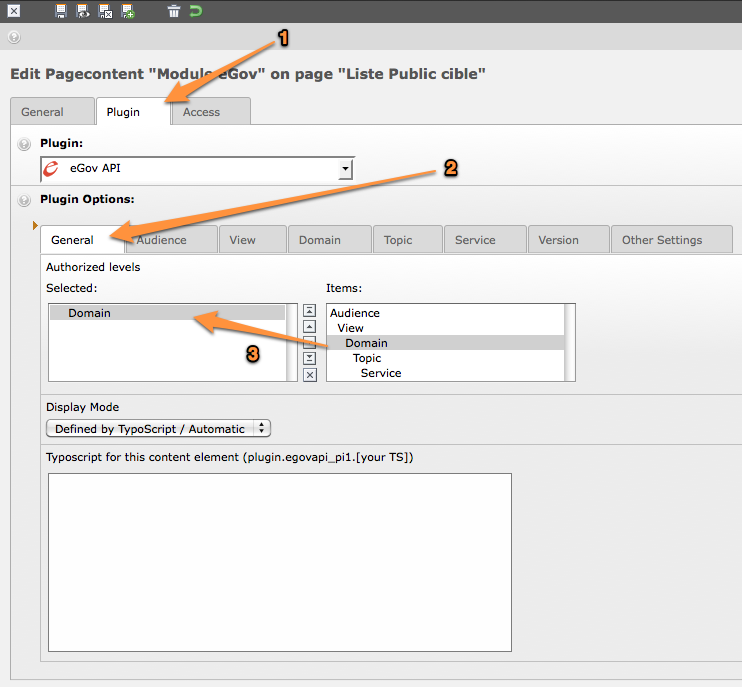 1
Edit Pagecontent "Module eGov" on page "Liste Public cible"
General Plugin Access
Plugin:
eGov API
2
Plugin Options:
General Audience View Domain Topic Service Version Other Settings
Authorized levels
Selected: Items:
Domain
Audience
View
Domain
Topic
Service
3
Display Mode
Defined by TypoScript / Automatic
Typoscript for this content element (plugin.egovapi_pi1.[your TS])